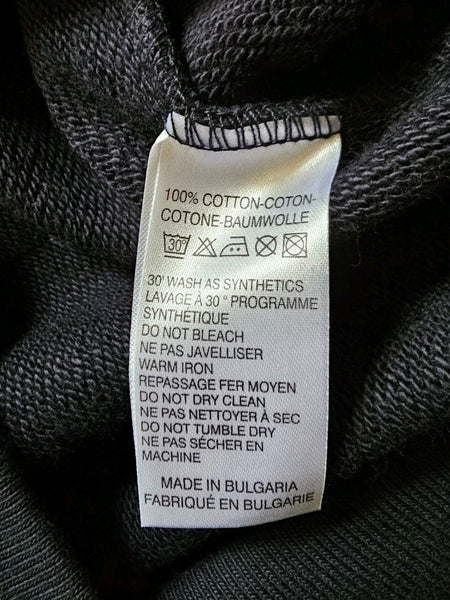 100% COTTON-COTON-
COTONE-BAUMWOLLE
30°
30' WASH AS SYNTHETICS
LAVAGE À 30 ° PROGRAMME
SYNTHÉTIQUE
DO NOT BLEACH
NE PAS JAVELLISER
WARM IRON
REPASSAGE FER MOYEN
DO NOT DRY CLEAN
NE PAS NETTOYER À SEC
DO NOT TUMBLE DRY
NE PAS SÉCHER EN
MACHINE
MADE IN BULGARIA
FABRIQUÉ EN BULGARIE